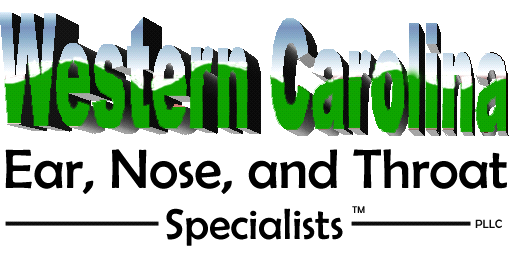 Western Carolina
Ear, Nose, and Throat
Specialists™ PLLC